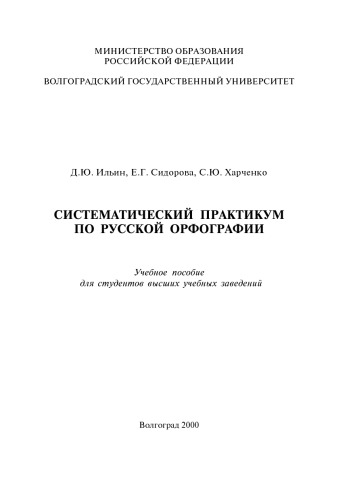 МИНИСТЕРСТВО ОБРАЗОВАНИЯ
РОССИЙСКОЙ ФЕДЕРАЦИИ
ВОЛГОГРАДСКИЙ ГОСУДАРСТВЕННЫЙ УНИВЕРСИТЕТ
Д.Ю. Ильин, Е.Г. Сидорова, С.Ю. Харченко
СИСТЕМАТИЧЕСКИЙ ПРАКТИКУМ
ПО РУССКОЙ ОРФОГРАФИИ
Учебное пособие
для студентов высших учебных заведений
Волгоград 2000